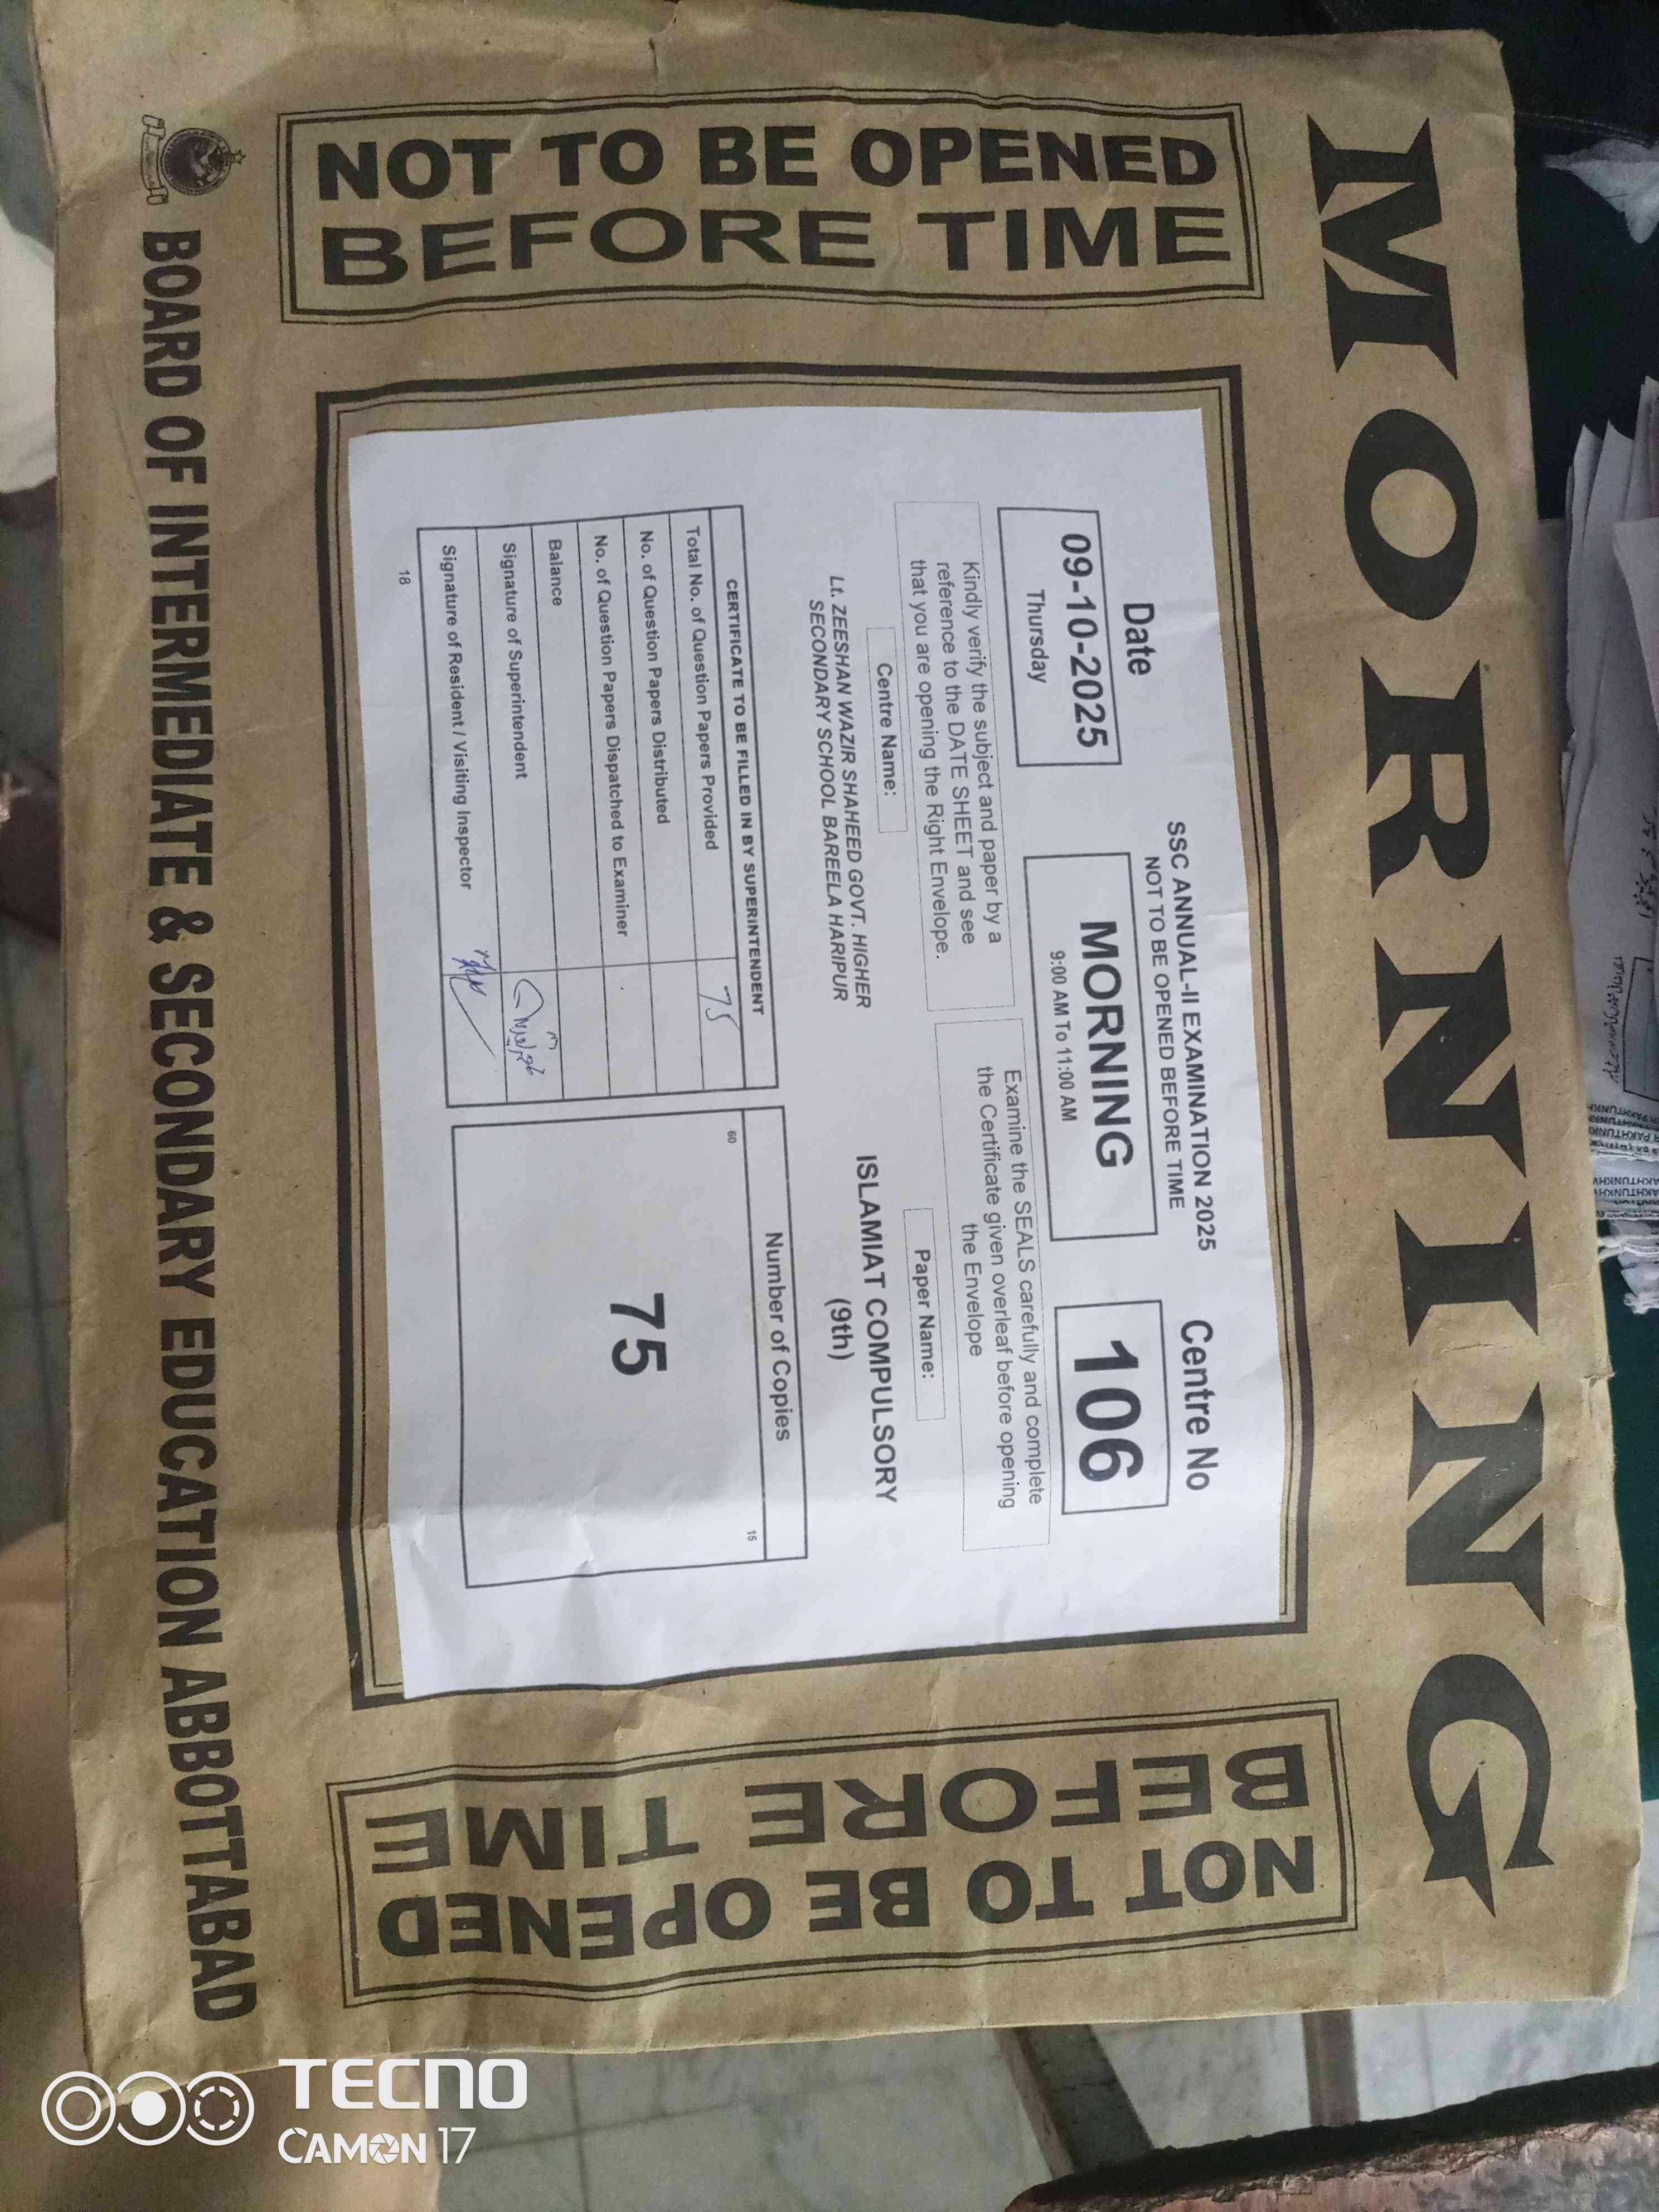 MORNING
NOT TO BE OPENED
BEFORE TIME
SSC ANNUAL-II EXAMINATION 2025
NOT TO BE OPENED BEFORE TIME
Date
09-10-2025
Thursday
MORNING
9:00 AM To 11:00 AM
Centre No
106
Kindly verify the subject and paper by a
reference to the DATE SHEET and see
that you are opening the Right Envelope.
Examine the SEALS carefully and complete
the Certificate given overleaf before opening
the Envelope
Centre Name:
Lt. ZEESHAN WAZIR SHAHEED GOVT. HIGHER
SECONDARY SCHOOL BAREELA HARIPUR
Paper Name:
ISLAMIAT COMPULSORY
(9th)
CERTIFICATE TO BE FILLED IN BY SUPERINTENDENT
Total No. of Question Papers Provided 75
No. of Question Papers Distributed
No. of Question Papers Dispatched to Examiner
Balance
Signature of Superintendent
Signature of Resident / Visiting Inspector
18
Number of Copies
60
15
75
NOT TO BE OPENED
BEFORE TIME
BOARD OF INTERMEDIATE & SECONDARY EDUCATION ABBOTTABAD
TECNO
CAMON 17